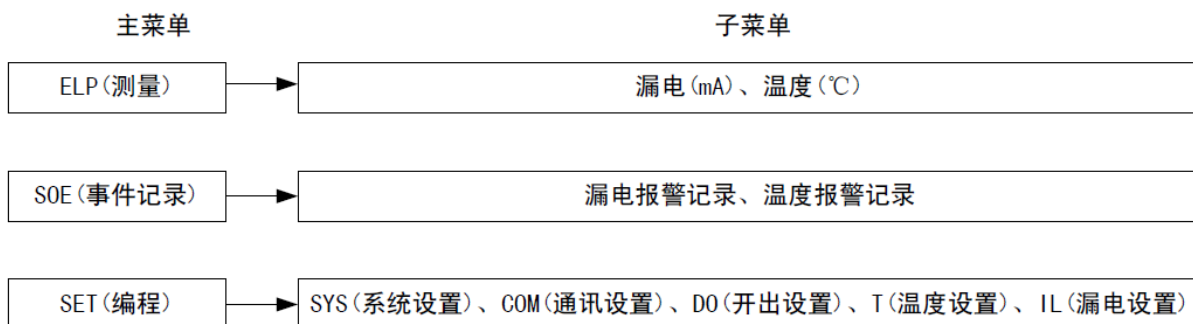 主菜单 子菜单
ELP(测量) 漏电(mA)、温度(℃)
SOE(事件记录) 漏电报警记录、温度报警记录
SET(编程) SYS(系统设置)、COM(通讯设置)、DO(开出设置)、T(温度设置)、IL(漏电设置)